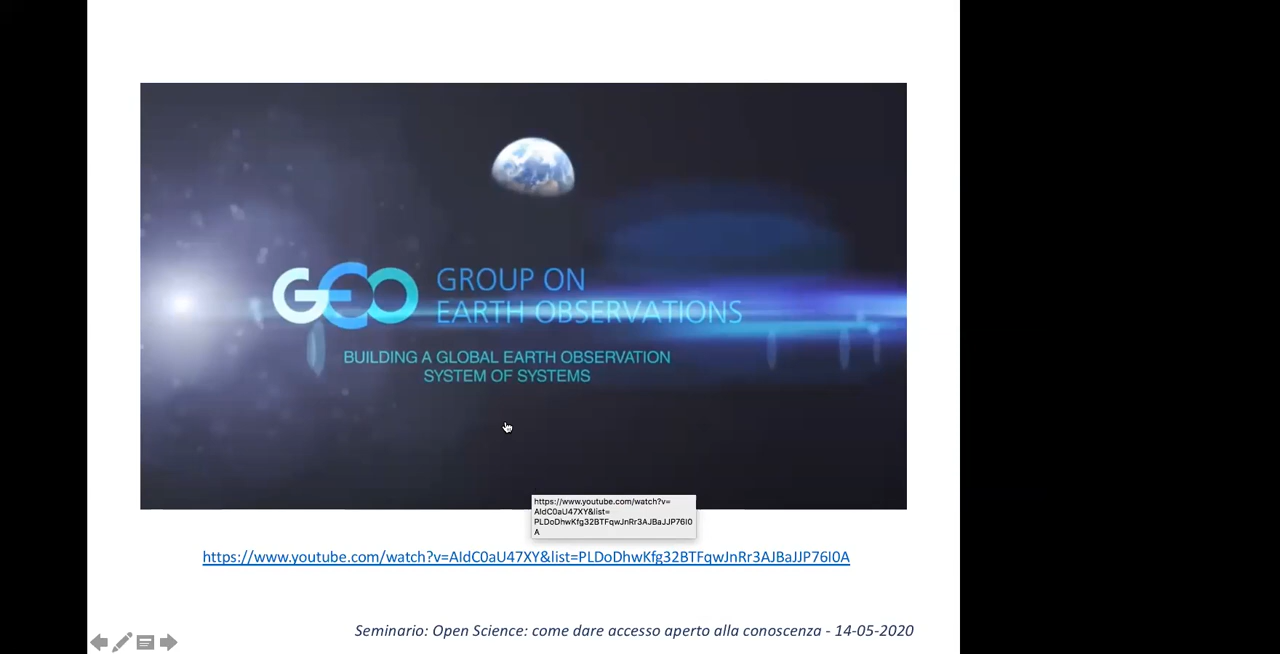 GEO GROUP ON
EARTH OBSERVATIONS
BUILDING A GLOBAL EARTH OBSERVATION
SYSTEM OF SYSTEMS
https://www.youtube.com/watch?v=
AIdC0aU47XY&list=
PLDoDhwKfg32BTFqwJnRr3AJBaJJP76I0
A
https://www.youtube.com/watch?v=AIdC0aU47XY&list=PLDoDhwKfg32BTFqwJnRr3AJBaJJP76I0A
Seminario: Open Science: come dare accesso aperto alla conoscenza - 14-05-2020